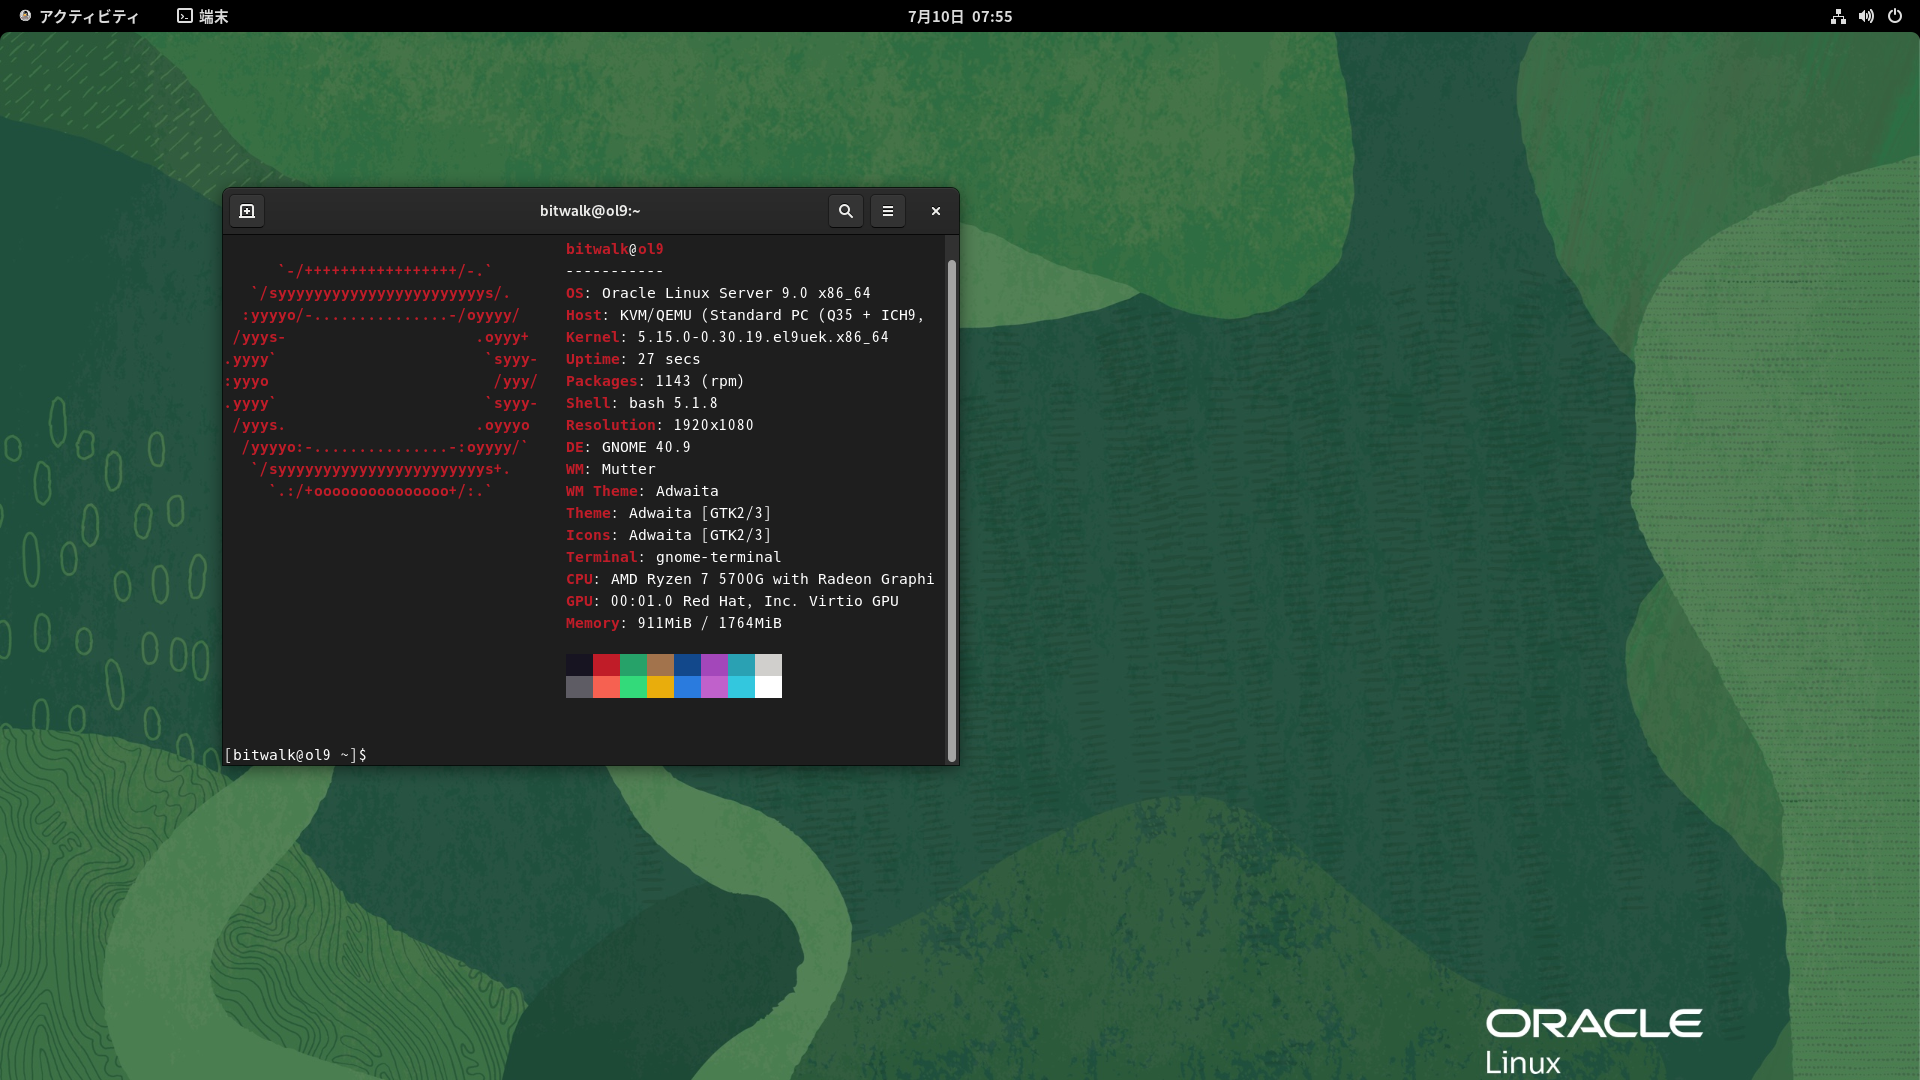 アクティビティ 端末 7月10日 07:55
bitwalk@ol9:~
bitwalk@ol9
-----------
`-/+++++++++++++++++/-.`
`/syyyyyyyyyyyyyyyyyyyyyyys/.
OS: Oracle Linux Server 9.0 x86_64
:yyyyo/-...............-/oyyyy/
Host: KVM/QEMU (Standard PC (Q35 + ICH9,
/yyys- .oyyy+
Kernel: 5.15.0-0.30.19.el9uek.x86_64
.yyyy` `syyy-
Uptime: 27 secs
:yyyo /yyy/
Packages: 1143 (rpm)
.yyyy` `syyy-
Shell: bash 5.1.8
/yyys. .oyyyo
Resolution: 1920x1080
/yyyyo:-...............-:oyyyy/`
DE: GNOME 40.9
`/syyyyyyyyyyyyyyyyyyyyyyys+.
WM: Mutter
`.:/+ooooooooooooooo+/:.`
WM Theme: Adwaita
Theme: Adwaita [GTK2/3]
Icons: Adwaita [GTK2/3]
Terminal: gnome-terminal
CPU: AMD Ryzen 7 5700G with Radeon Graphi
GPU: 00:01.0 Red Hat, Inc. Virtio GPU
Memory: 911MiB / 1764MiB
[bitwalk@ol9 ~]$
ORACLE
Linux